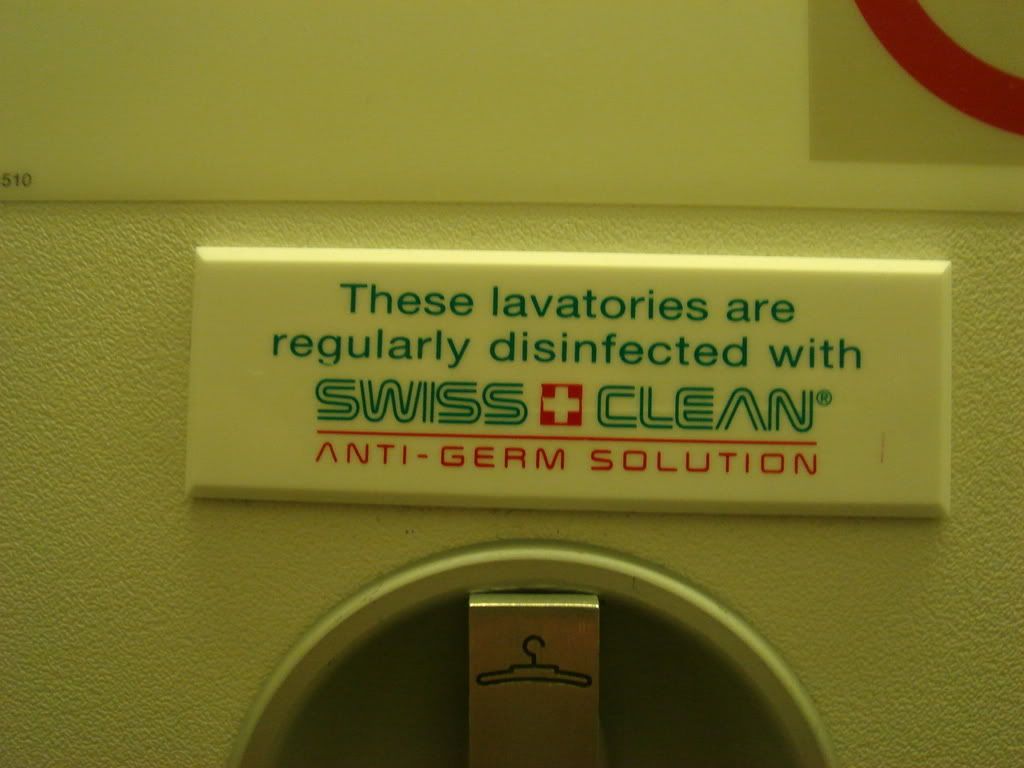 510
These lavatories are
regularly disinfected with
SWISS CLEAN®
ANTI-GERM SOLUTION